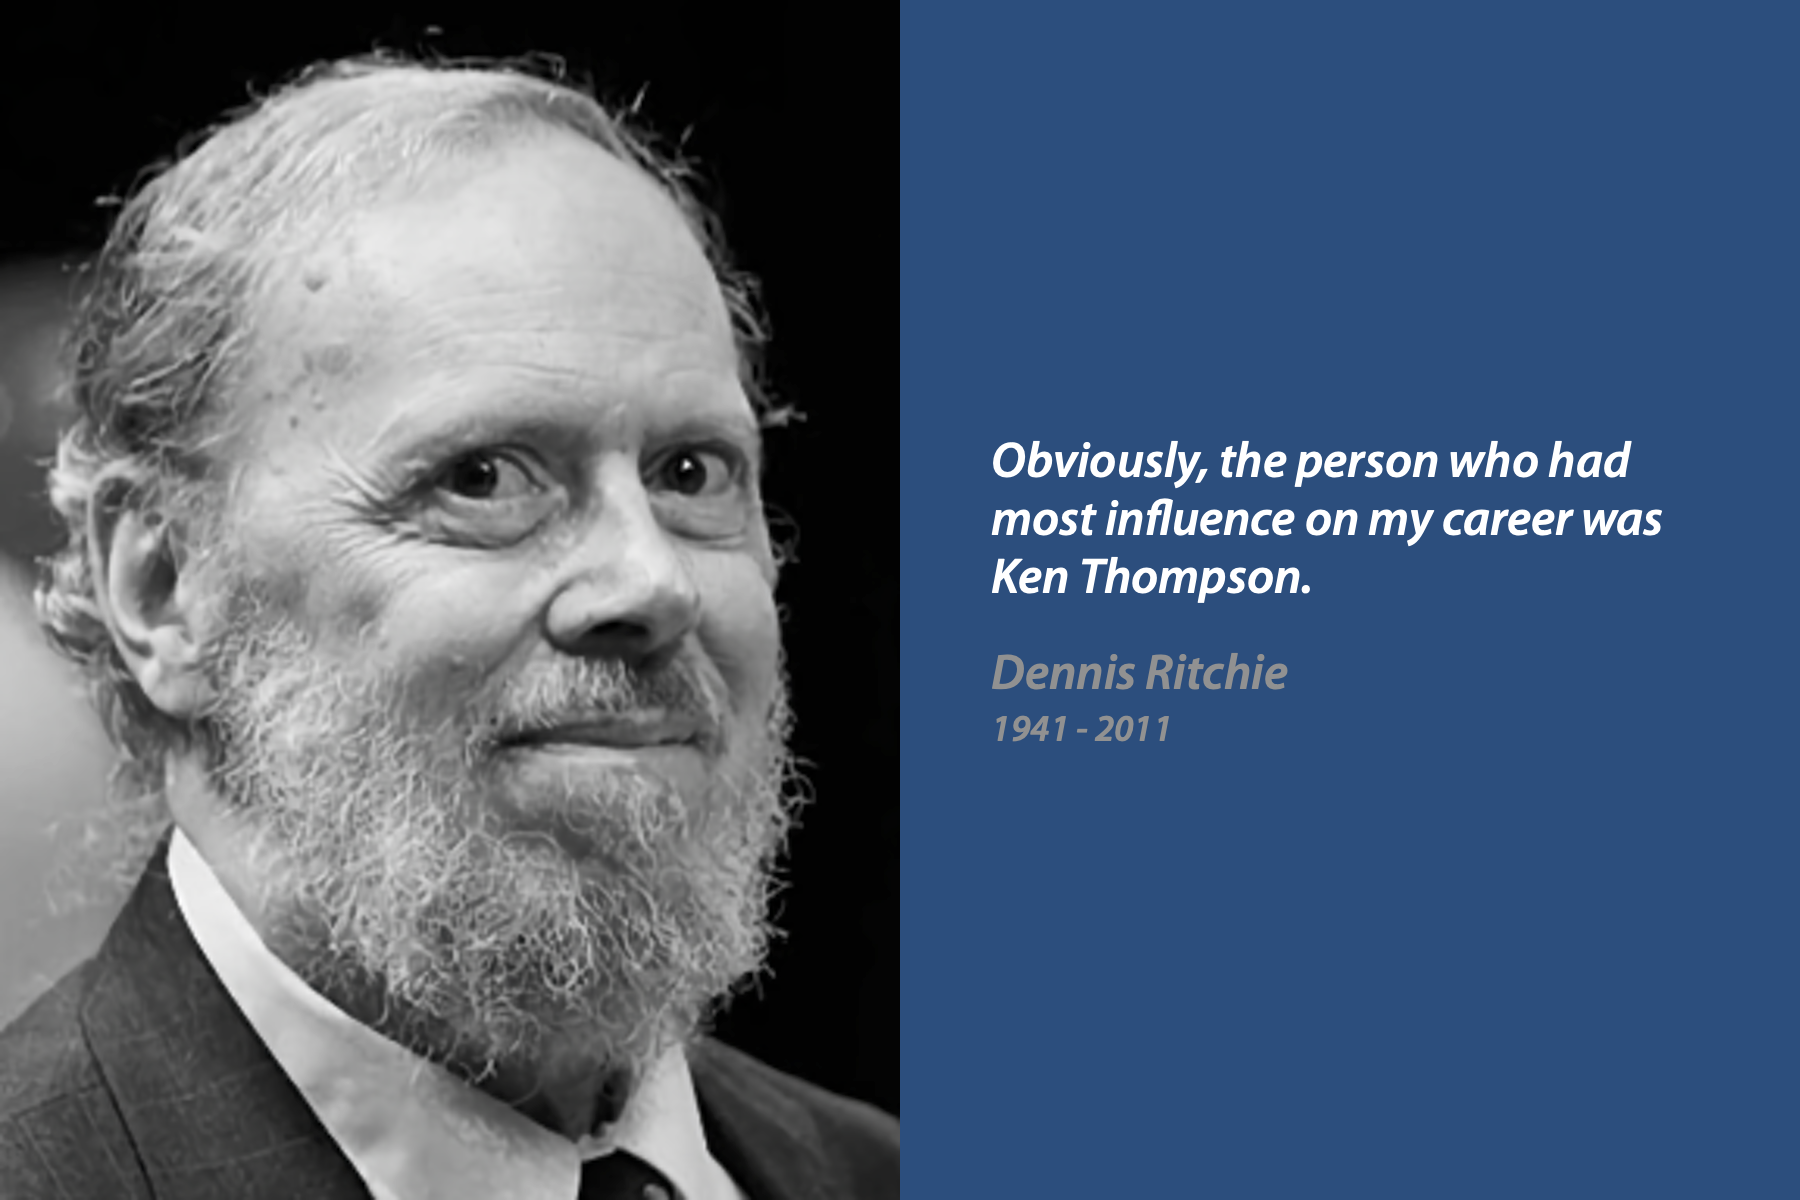 Obviously, the person who had
most influence on my career was
Ken Thompson.
Dennis Ritchie
1941 - 2011